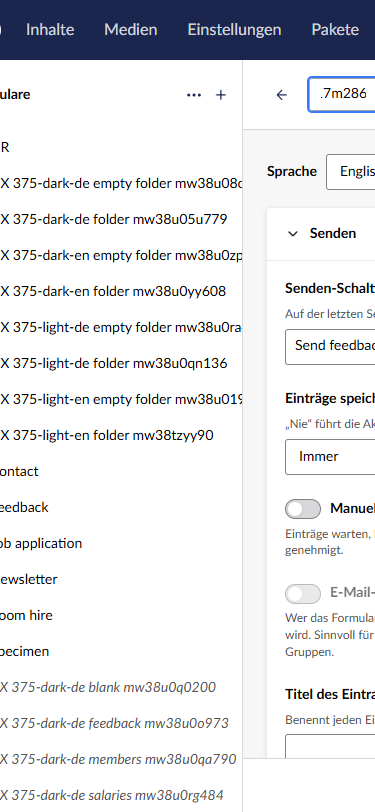 Inhalte Medien Einstellungen Pakete
ulare ··· +
.7m286
R
X 375-dark-de empty folder mw38u08
X 375-dark-de folder mw38u05u779
X 375-dark-en empty folder mw38u0zp
X 375-dark-en folder mw38u0yy608
X 375-light-de empty folder mw38u0ra
X 375-light-de folder mw38u0qn136
X 375-light-en empty folder mw38u019
X 375-light-en folder mw38tzyy90
ontact
eedback
ob application
ewsletter
oom hire
pecimen
X 375-dark-de blank mw38u0q0200
X 375-dark-de feedback mw38u0o973
X 375-dark-de members mw38u0qa790
X 375-dark-de salaries mw38u0rg484
Sprache Englis
Senden
Senden-Schalt
Auf der letzten Se
Send feedbac
Einträge speich
„Nie“ führt die Ak
Immer
Manuel
Einträge warten,
genehmigt.
E-Mail-
Wer das Formula
wird. Sinnvoll für
Gruppen.
Titel des Eintra
Benennt jeden Ei